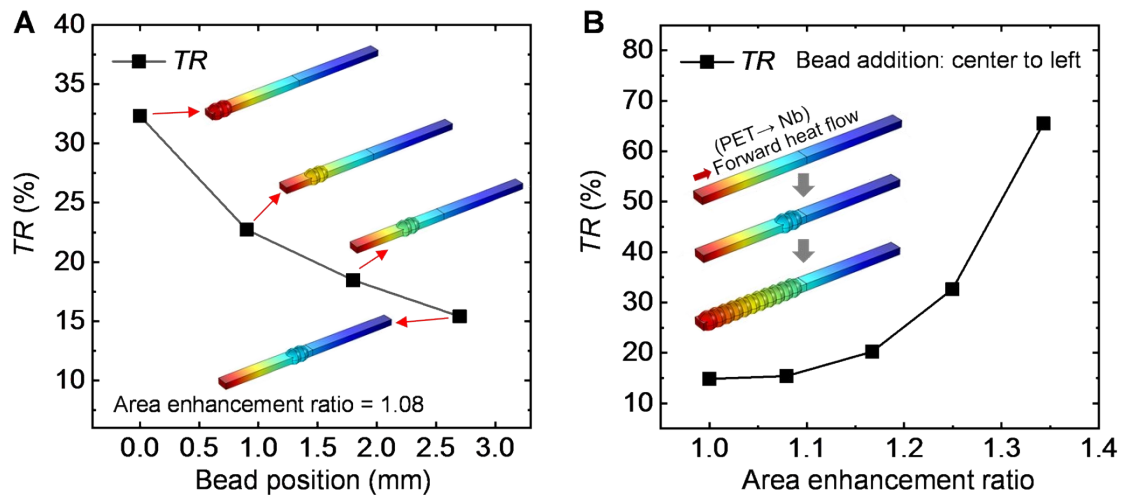 A
TR
40
35
30
25
20
15
10
TR (%)
Area enhancement ratio = 1.08
0.0 0.5 1.0 1.5 2.0 2.5 3.0
Bead position (mm)
B
TR Bead addition: center to left
80
70
60
50
40
30
20
10
TR (%)
(PET→ Nb)
Forward heat flow
1.0 1.1 1.2 1.3 1.4
Area enhancement ratio